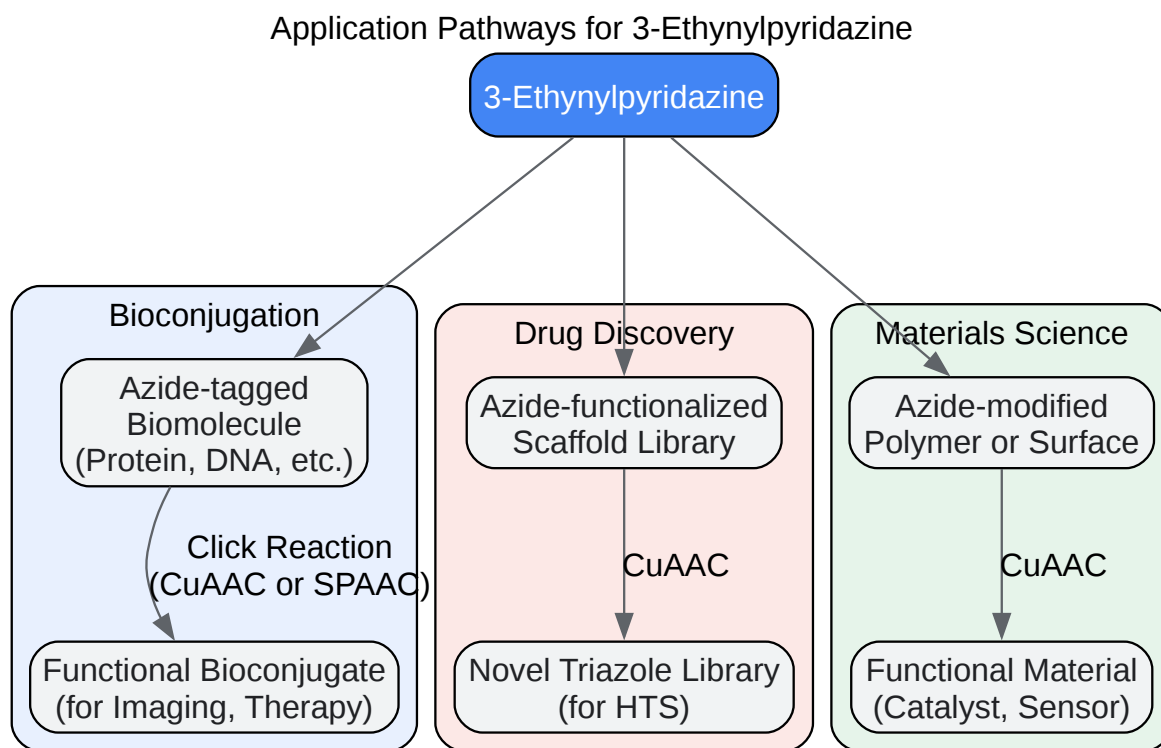 Application Pathways for 3-Ethynylpyridazine
3-Ethynylpyridazine
Bioconjugation
Azide-tagged
Biomolecule
(Protein, DNA, etc.)
Click Reaction
(CuAAC or SPAAC)
Functional Bioconjugate
(for Imaging, Therapy)
Drug Discovery
Azide-functionalized
Scaffold Library
CuAAC
Novel Triazole Library
(for HTS)
Materials Science
Azide-modified
Polymer or Surface
CuAAC
Functional Material
(Catalyst, Sensor)